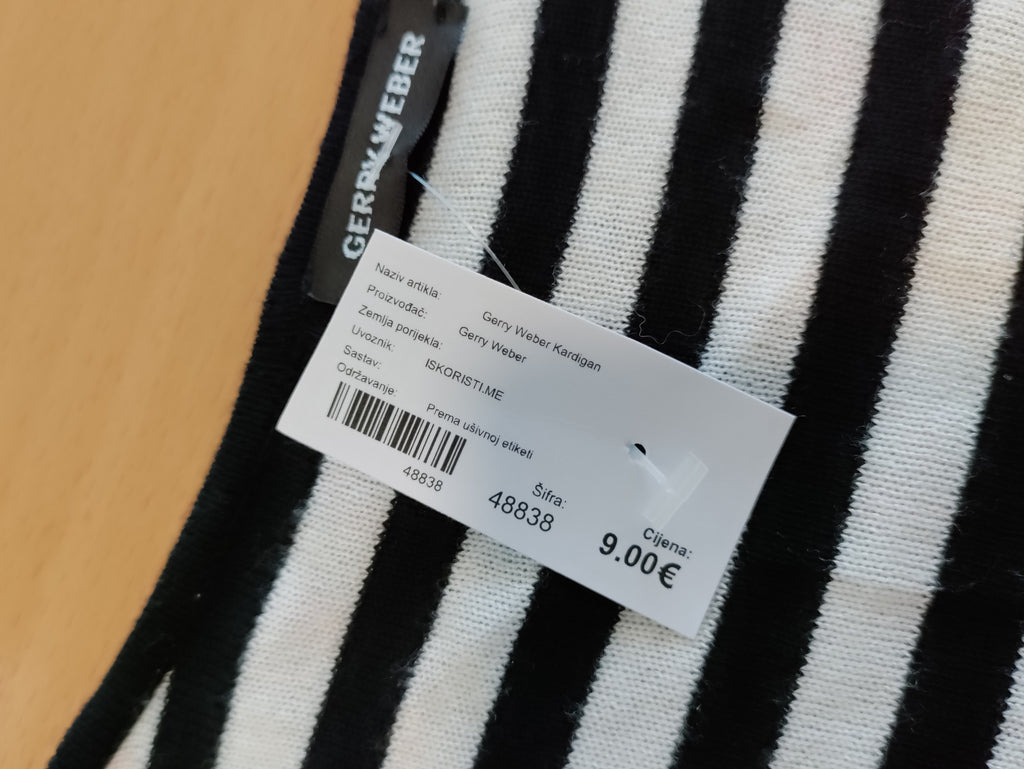 GERRY WEBER
Naziv artikla: Gerry Weber Kardigan
Proizvođač: Gerry Weber
Zemlja porijekla:
Uvoznik: ISKORISTI.ME
Sastav:
Održavanje: Prema ušivnoj etiketi
48838
Šifra:
48838
Cijena:
9.00€